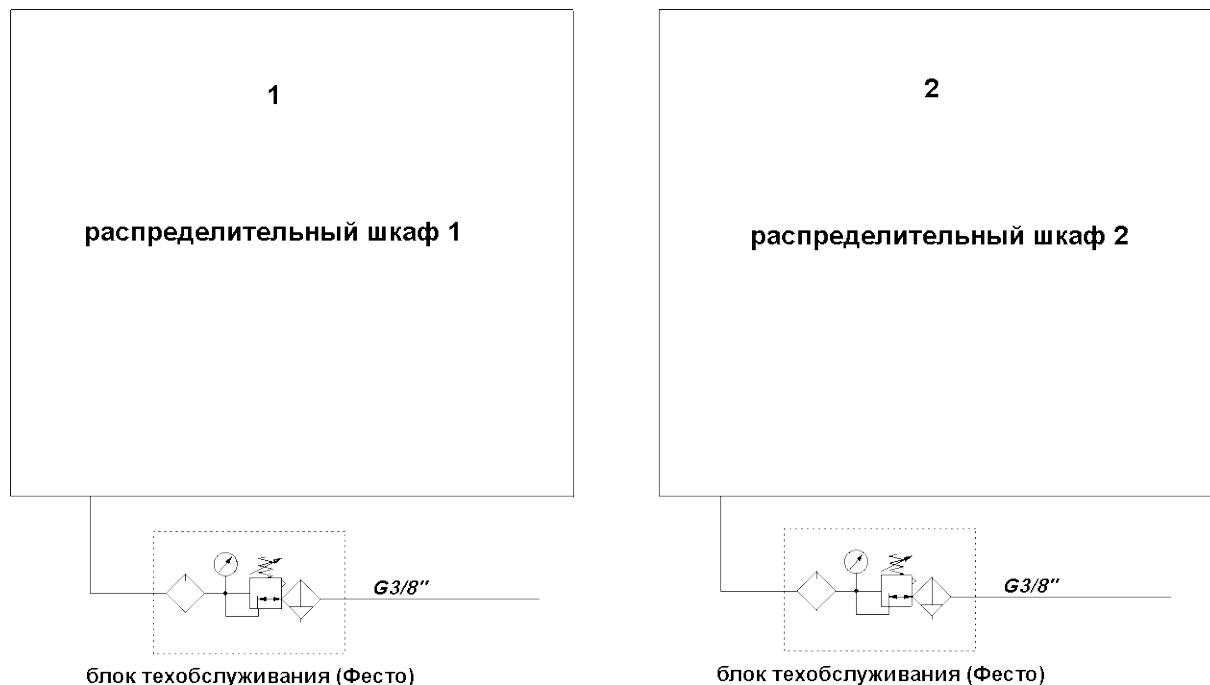 1
распределительный шкаф 1
G3/8"
блок техобслуживания (Фесто)
2
распределительный шкаф 2
G3/8"
блок техобслуживания (Фесто)